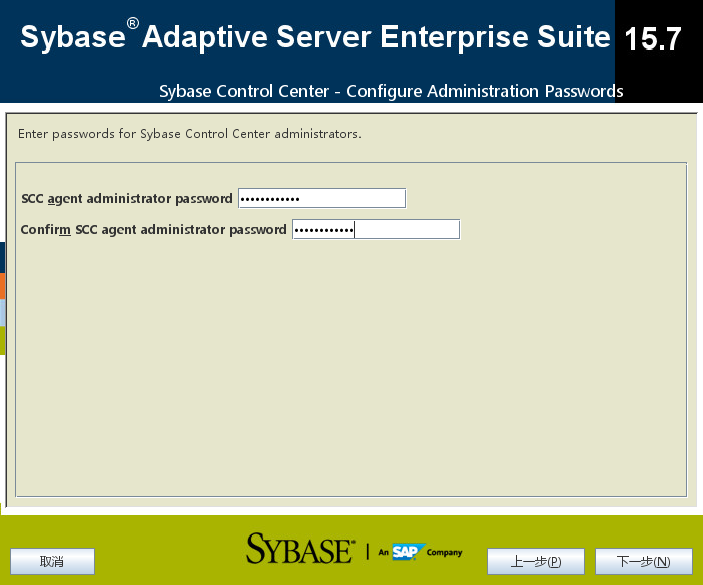 Sybase® Adaptive Server Enterprise Suite 15.7
Sybase Control Center - Configure Administration Passwords
Enter passwords for Sybase Control Center administrators.
SCC agent administrator password ••••••••••••
Confirm SCC agent administrator password ••••••••••••
SYBASE™ | An SAP Company
取消
上一步(P)
下一步(N)